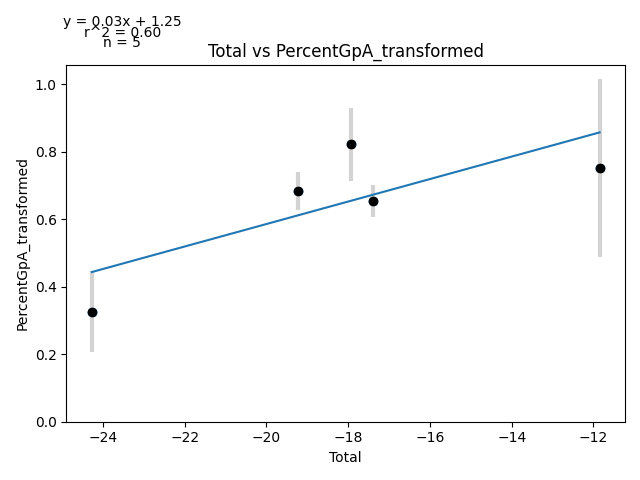 y = 0.03x + 1.25
r^2 = 0.60
n = 5
Total vs PercentGpA_transformed
PercentGpA_transformed
1.0
0.8
0.6
0.4
0.2
0.0
−24 −22 −20 −18 −16 −14 −12
Total